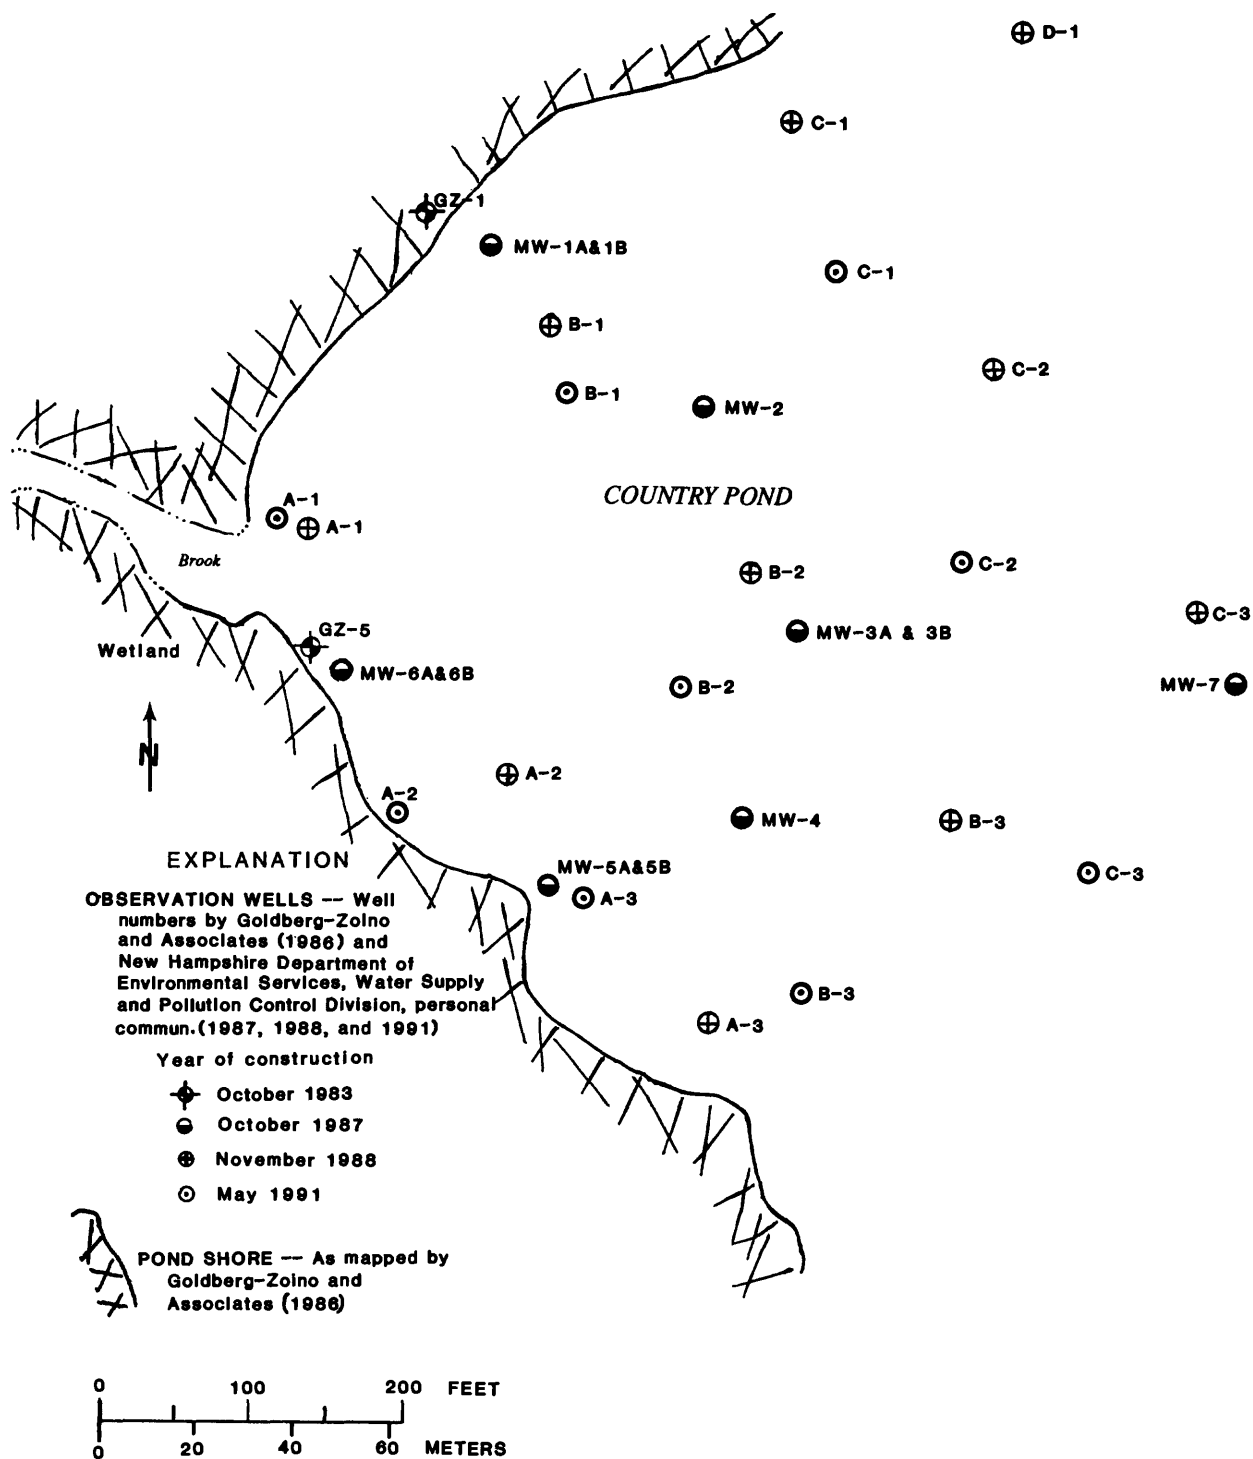 D-1
C-1
GZ-1
MW-1A&1B
C-1
B-1
C-2
B-1
MW-2
COUNTRY POND
A-1
A-1
Brook
B-2
C-2
C-3
GZ-5
MW-3A & 3B
Wetland
MW-6A&6B
B-2
MW-7
N
A-2
A-2
MW-4
B-3
EXPLANATION
MW-5A&5B
C-3
A-3
OBSERVATION WELLS -- Well
numbers by Goldberg-Zoino
and Associates (1986) and
New Hampshire Department of
Environmental Services, Water Supply
and Pollution Control Division, personal
commun.(1987, 1988, and 1991)
B-3
A-3
Year of construction
October 1983
October 1987
November 1988
May 1991
POND SHORE -- As mapped by
Goldberg-Zoino and
Associates (1986)
0 100 200 FEET
0 20 40 60 METERS